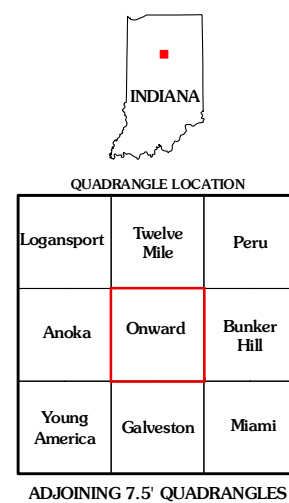 INDIANA
QUADRANGLE LOCATION
Logansport
Twelve
Mile
Peru
Anoka
Onward
Bunker
Hill
Young
America
Galveston
Miami
ADJOINING 7.5' QUADRANGLES